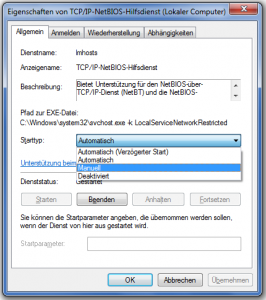 Eigenschaften von TCP/IP-NetBIOS-Hilfsdienst (Lokaler Computer)
Allgemein Anmelden Wiederherstellung Abhängigkeiten
Dienstname: lmhosts
Anzeigename: TCP/IP-NetBIOS-Hilfsdienst
Beschreibung: Bietet Unterstützung für den NetBIOS-über-
TCP/IP-Dienst (NetBT) und die NetBIOS-
Pfad zur EXE-Datei:
C:\Windows\system32\svchost.exe -k LocalServiceNetworkRestricted
Starttyp: Automatisch
Automatisch (Verzögerter Start)
Automatisch
Manuell
Unterstützung beim
Deaktiviert
Dienststatus: Gestartet
Starten Beenden Anhalten Fortsetzen
Sie können die Startparameter angeben, die übernommen werden sollen,
wenn der Dienst von hier aus gestartet wird.
Startparameter:
OK Abbrechen Übernehmen